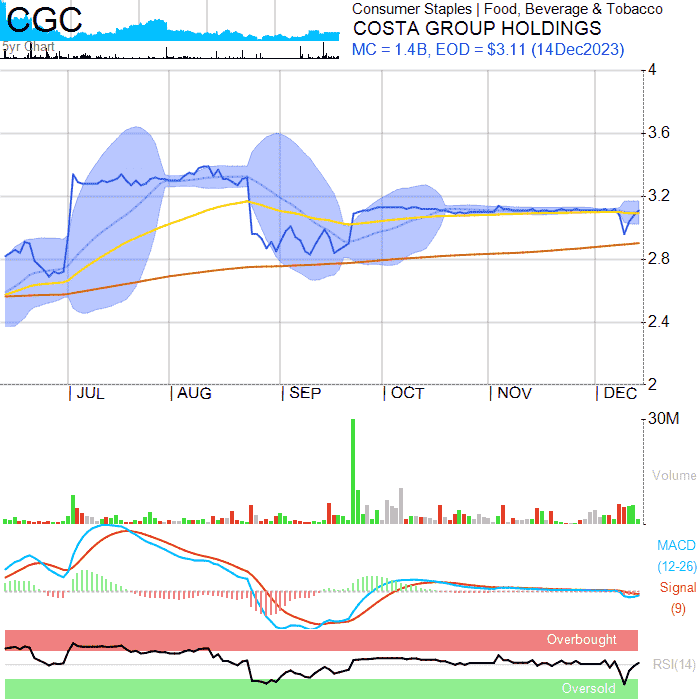 CGC
5yr Chart
Consumer Staples | Food, Beverage & Tobacco
COSTA GROUP HOLDINGS
MC = 1.4B, EOD = $3.11 (14Dec2023)
4
3.6
3.2
2.8
2.4
2
JUL AUG SEP OCT NOV DEC
30M
Volume
MACD
(12-26)
Signal
(9)
Overbought
RSI(14)
Oversold